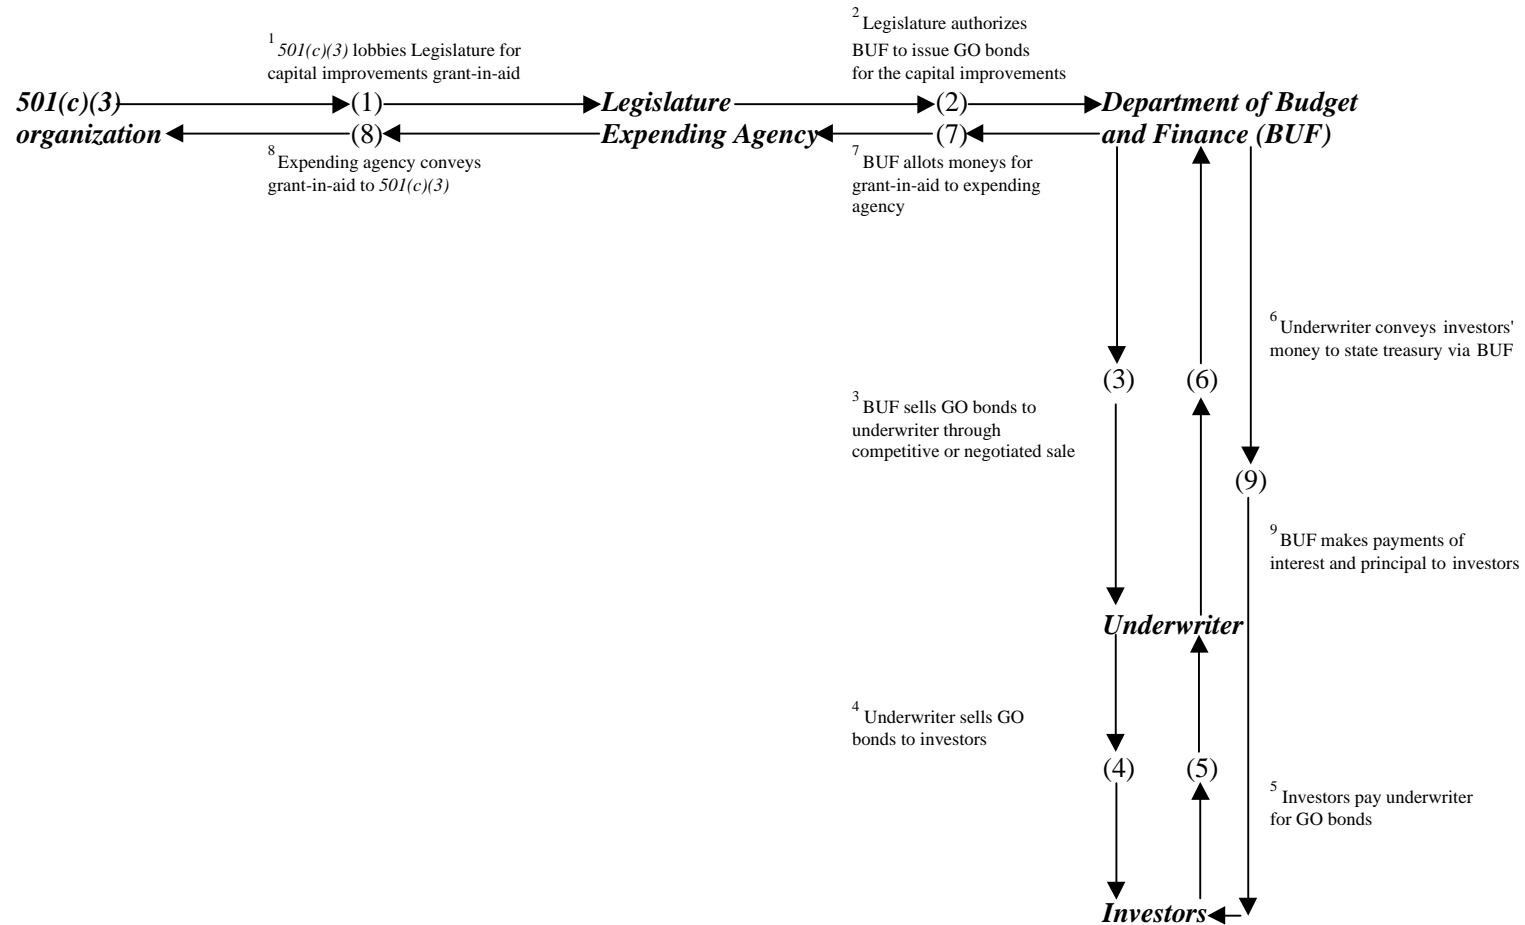 1 501(c)(3) lobbies Legislature for
capital improvements grant-in-aid
2 Legislature authorizes
BUF to issue GO bonds
for the capital improvements
501(c)(3) (1) Legislature (2) Department of Budget
organization (8) Expending Agency (7) and Finance (BUF)
8 Expending agency conveys
grant-in-aid to 501(c)(3)
7 BUF allots moneys for
grant-in-aid to expending
agency
6 Underwriter conveys investors'
money to state treasury via BUF
(3) (6)
3 BUF sells GO bonds to
underwriter through
competitive or negotiated sale
(9)
9 BUF makes payments of
interest and principal to investors
Underwriter
4 Underwriter sells GO
bonds to investors
(4) (5)
5 Investors pay underwriter
for GO bonds
Investors